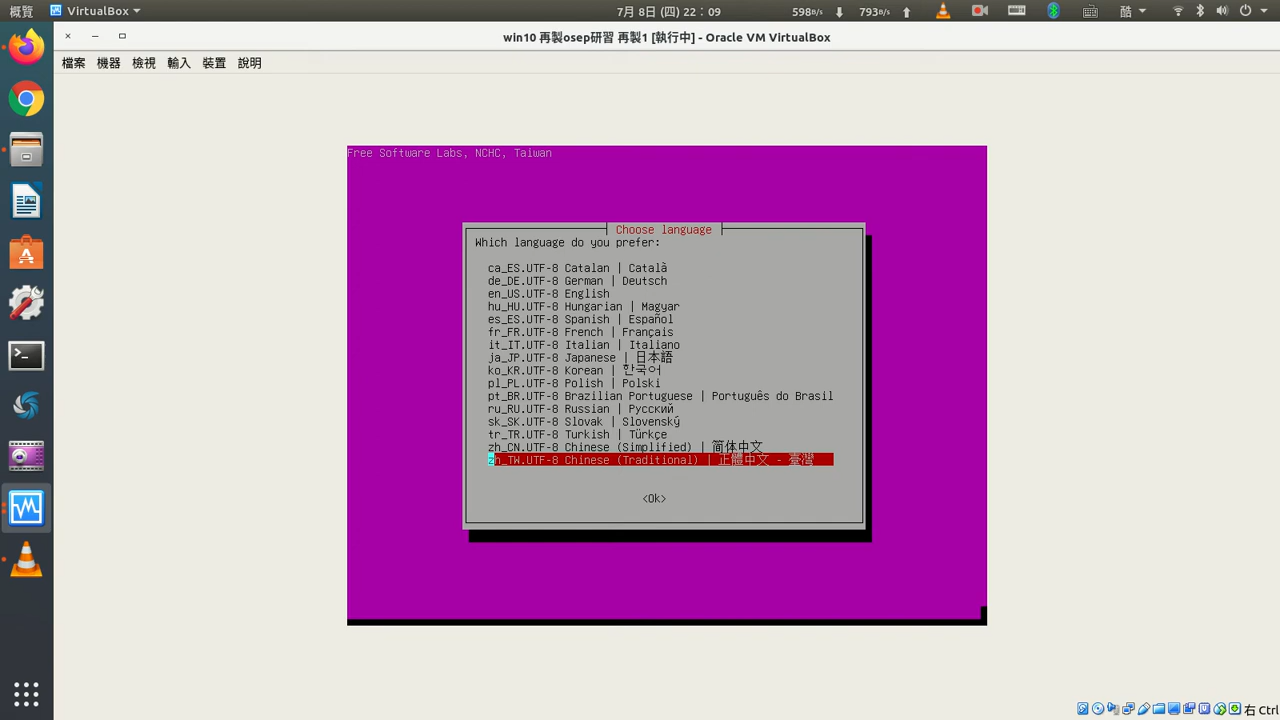 概覽 VirtualBox 7月 8日(四) 22：09 598B/s 793B/s 酷
win10 再製osep研習 再製1 [執行中] - Oracle VM VirtualBox
檔案 機器 檢視 輸入 裝置 說明
Free Software Labs, NCHC, Taiwan
Choose language
Which language do you prefer:
ca_ES.UTF-8 Catalan | Català
de_DE.UTF-8 German | Deutsch
en_US.UTF-8 English
hu_HU.UTF-8 Hungarian | Magyar
es_ES.UTF-8 Spanish | Español
fr_FR.UTF-8 French | Français
it_IT.UTF-8 Italian | Italiano
ja_JP.UTF-8 Japanese | 日本語
ko_KR.UTF-8 Korean | 한국어
pl_PL.UTF-8 Polish | Polski
pt_BR.UTF-8 Brazilian Portuguese | Português do Brasil
ru_RU.UTF-8 Russian | Русский
sk_SK.UTF-8 Slovak | Slovenský
tr_TR.UTF-8 Turkish | Türkçe
zh_CN.UTF-8 Chinese (Simplified) | 简体中文
zh_TW.UTF-8 Chinese (Traditional) | 正體中文 - 臺灣
<Ok>
右 Ctrl